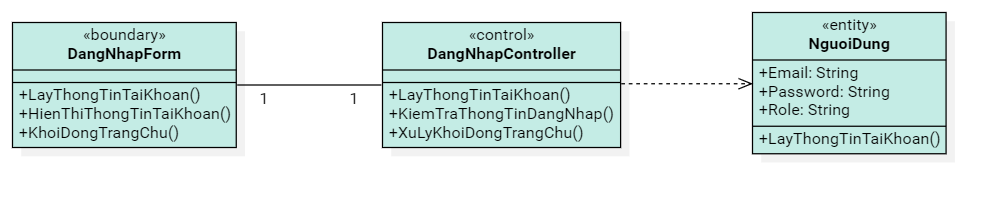 «boundary»
DangNhapForm
+LayThongTinTaiKhoan()
+HienThiThongTinTaiKhoan()
+KhoiDongTrangChu()
1
1
«control»
DangNhapController
+LayThongTinTaiKhoan()
+KiemTraThongTinDangNhap()
+XuLyKhoiDongTrangChu()
«entity»
NguoiDung
+Email: String
+Password: String
+Role: String
+LayThongTinTaiKhoan()